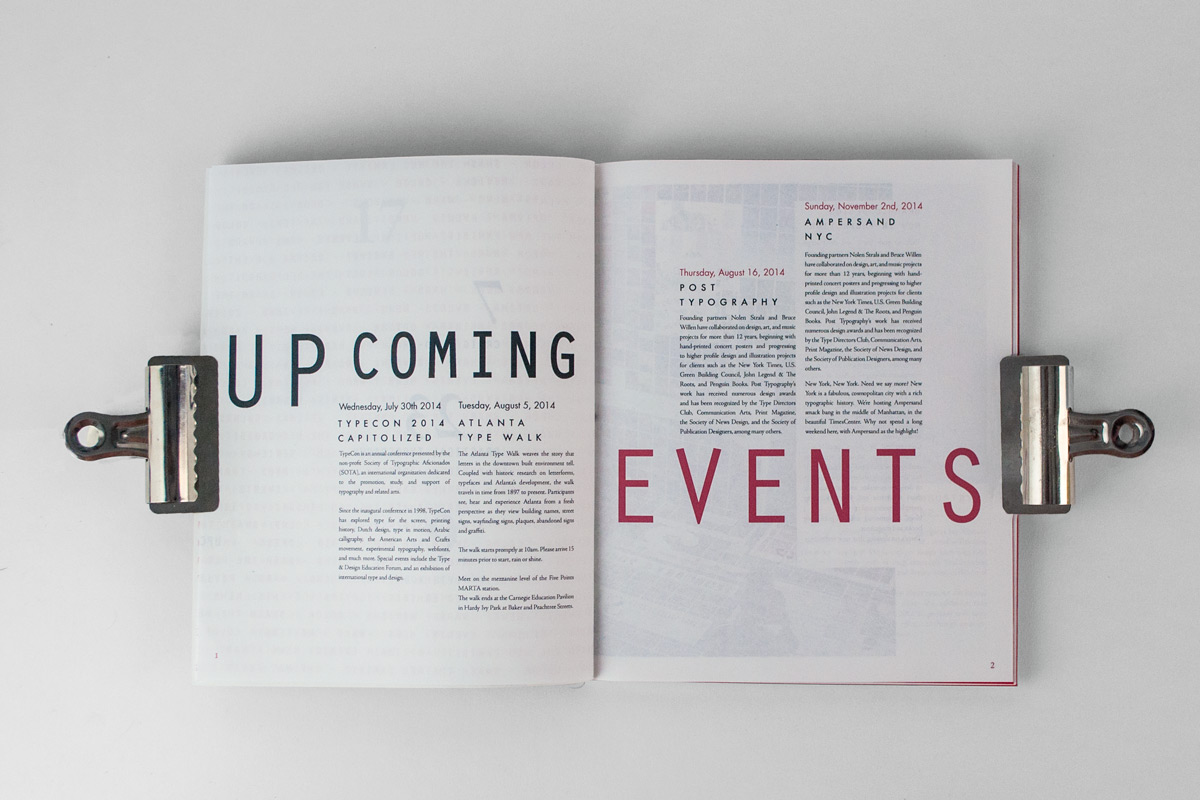 UP COMING
Wednesday, July 30th 2014
TYPECON 2014
CAPITOLIZED
TypeCon is an annual conference presented by the
non-profit Society of Typographic Aficionados
(SOTA), an international organization dedicated
to the promotion, study, and support of
typography and related arts.
Since the inaugural conference in 1998, TypeCon
has explored type for the screen, printing
history, Dutch design, type in motion, Arabic
calligraphy, the American Arts and Crafts
movement, experimental typography, webfonts,
and much more. Special events include the Type
& Design Education Forum, and an exhibition of
international type and design.
Tuesday, August 5, 2014
ATLANTA
TYPE WALK
The Atlanta Type Walk weaves the story that
letters in the downtown built environment tell.
Coupled with historic research on letterforms,
typefaces and Atlanta's development, the walk
travels in time from 1897 to present. Participants
see, hear and experience Atlanta from a fresh
perspective as they view building names, street
signs, wayfinding signs, plaques, abandoned signs
and graffiti.
The walk starts promptly at 10am. Please arrive 15
minutes prior to start, rain or shine.
Meet on the mezzanine level of the Five Points
MARTA station.
The walk ends at the Carnegie Education Pavilion
in Hardy Ivy Park at Baker and Peachtree Streets.
1
Thursday, August 16, 2014
POST
TYPOGRAPHY
Founding partners Nolen Strals and Bruce
Willen have collaborated on design, art, and music
projects for more than 12 years, beginning with
hand-printed concert posters and progressing
to higher profile design and illustration projects
for clients such as the New York Times, U.S.
Green Building Council, John Legend & The
Roots, and Penguin Books. Post Typography's
work has received numerous design awards
and has been recognized by the Type Directors
Club, Communication Arts, Print Magazine,
the Society of News Design, and the Society of
Publication Designers, among many others.
Sunday, November 2nd, 2014
AMPERSAND
NYC
Founding partners Nolen Strals and Bruce Willen
have collaborated on design, art, and music projects
for more than 12 years, beginning with hand-
printed concert posters and progressing to higher
profile design and illustration projects for clients
such as the New York Times, U.S. Green Building
Council, John Legend & The Roots, and Penguin
Books. Post Typography's work has received
numerous design awards and has been recognized
by the Type Directors Club, Communication Arts,
Print Magazine, the Society of News Design, and
the Society of Publication Designers, among many
others.
New York, New York. Need we say more? New
York is a fabulous, cosmopolitan city with a rich
typographic history. We're hosting Ampersand
smack bang in the middle of Manhattan, in the
beautiful TimesCenter. Why not spend a long
weekend here, with Ampersand as the highlight!
EVENTS
2